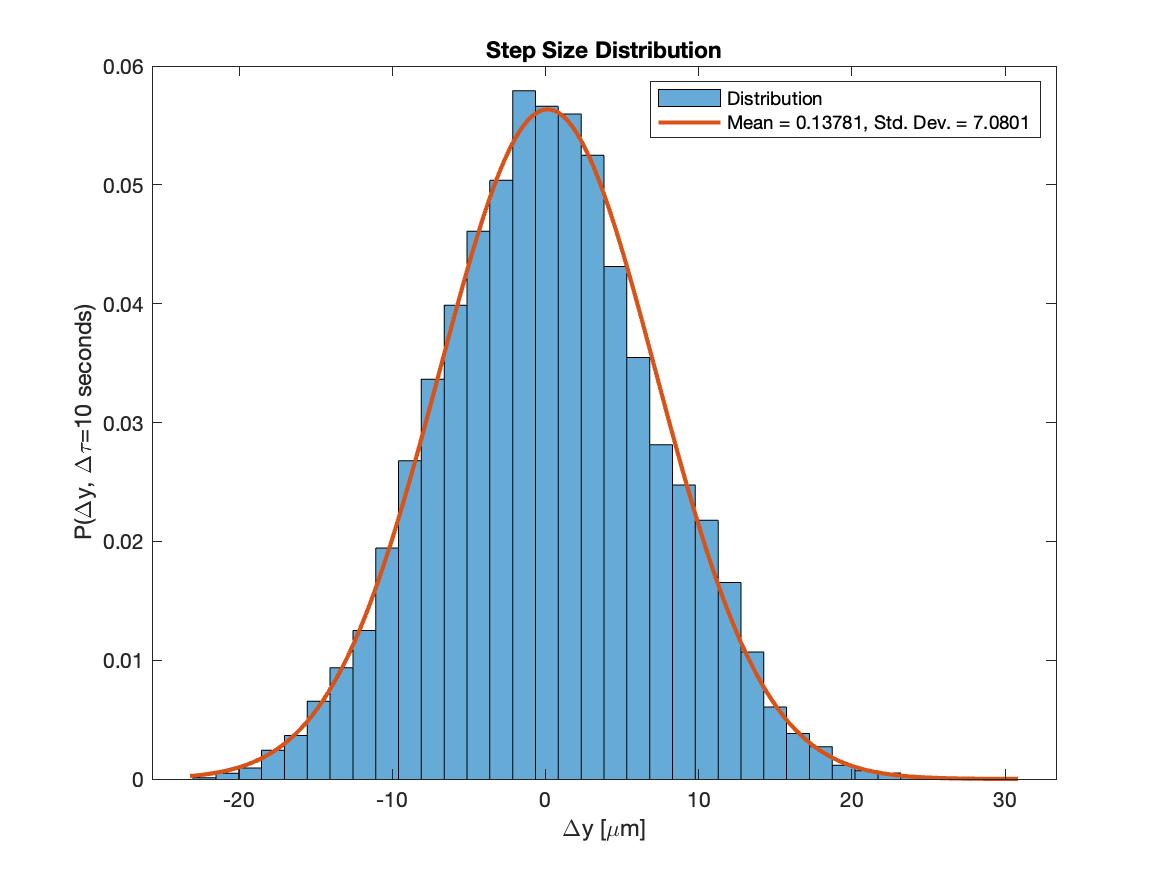 Step Size Distribution
Distribution
Mean = 0.13781, Std. Dev. = 7.0801
0.06
0.05
0.04
0.03
0.02
0.01
0
P(Δy, Δτ=10 seconds)
-20 -10 0 10 20 30
Δy [μm]